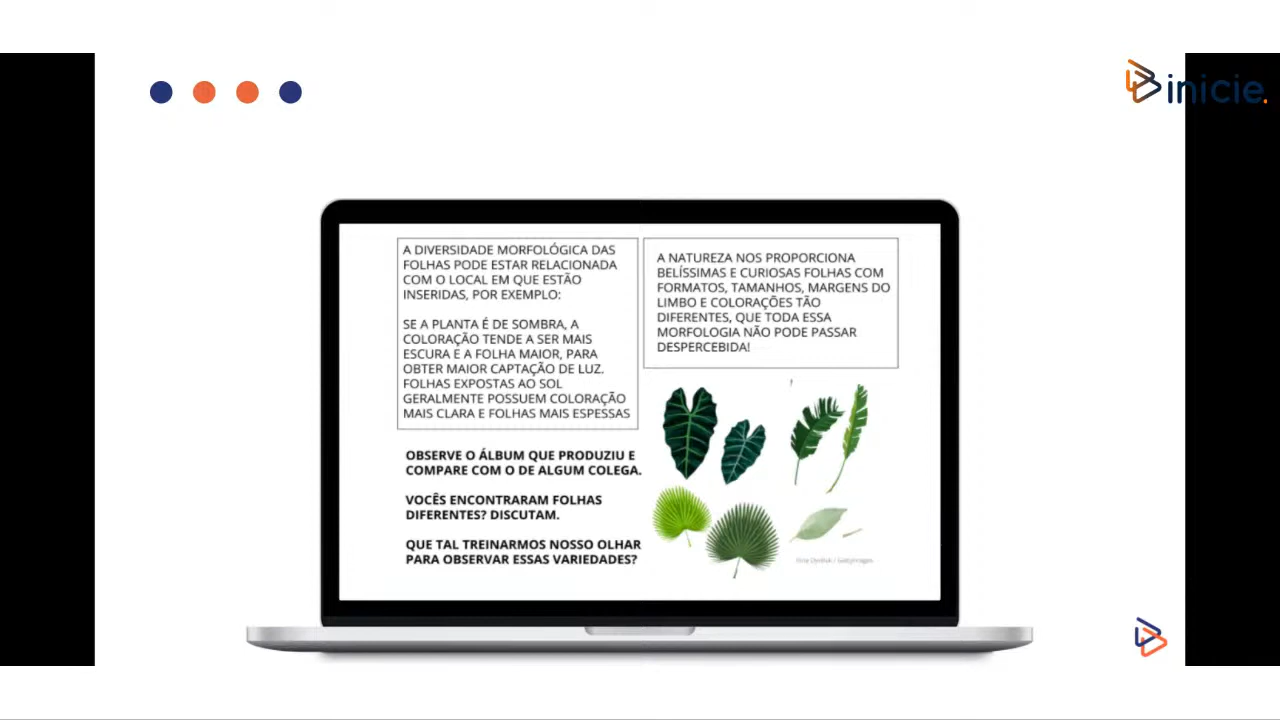 inicie.
A DIVERSIDADE MORFOLÓGICA DAS
FOLHAS PODE ESTAR RELACIONADA
COM O LOCAL EM QUE ESTÃO
INSERIDAS, POR EXEMPLO:
SE A PLANTA É DE SOMBRA, A
COLORAÇÃO TENDE A SER MAIS
ESCURA E A FOLHA MAIOR, PARA
OBTER MAIOR CAPTAÇÃO DE LUZ.
FOLHAS EXPOSTAS AO SOL
GERALMENTE POSSUEM COLORAÇÃO
MAIS CLARA E FOLHAS MAIS ESPESSAS
OBSERVE O ÁLBUM QUE PRODUZIU E
COMPARE COM O DE ALGUM COLEGA.
VOCÊS ENCONTRARAM FOLHAS
DIFERENTES? DISCUTAM.
QUE TAL TREINARMOS NOSSO OLHAR
PARA OBSERVAR ESSAS VARIEDADES?
A NATUREZA NOS PROPORCIONA
BELÍSSIMAS E CURIOSAS FOLHAS COM
FORMATOS, TAMANHOS, MARGENS DO
LIMBO E COLORAÇÕES TÃO
DIFERENTES, QUE TODA ESSA
MORFOLOGIA NÃO PODE PASSAR
DESPERCEBIDA!
/ GettyImages